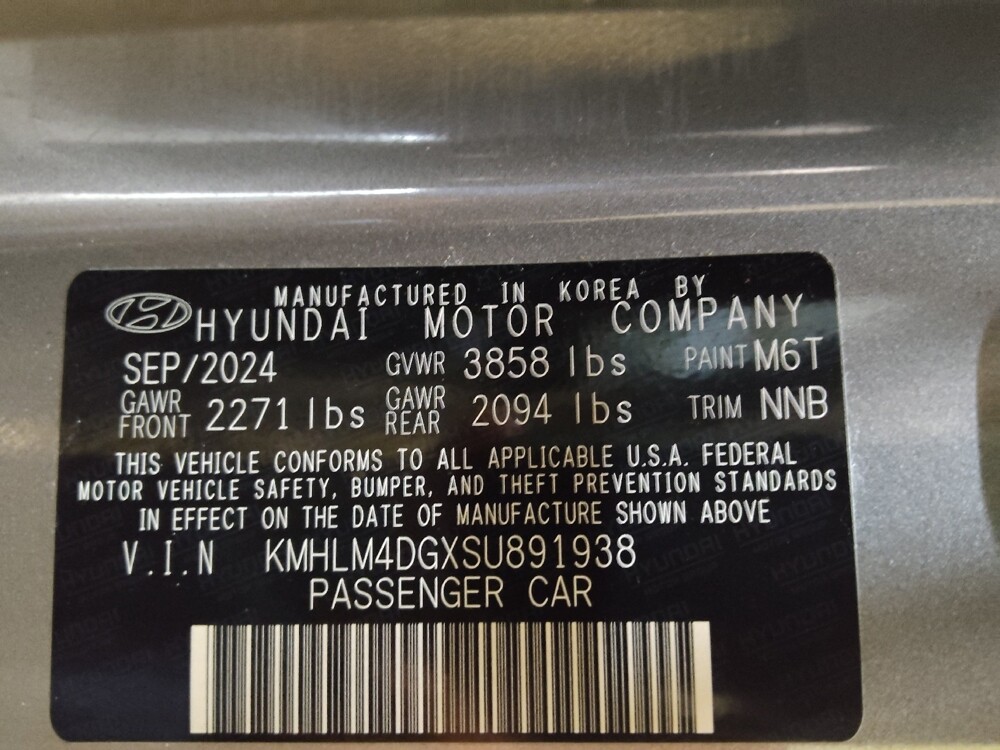 MANUFACTURED IN KOREA BY
HYUNDAI MOTOR COMPANY
SEP/2024 GVWR 3858 lbs PAINT M6T
GAWR FRONT 2271 lbs GAWR REAR 2094 lbs TRIM NNB
THIS VEHICLE CONFORMS TO ALL APPLICABLE U.S.A. FEDERAL
MOTOR VEHICLE SAFETY, BUMPER, AND THEFT PREVENTION STANDARDS
IN EFFECT ON THE DATE OF MANUFACTURE SHOWN ABOVE
V.I.N KMHLM4DGXSU891938
PASSENGER CAR